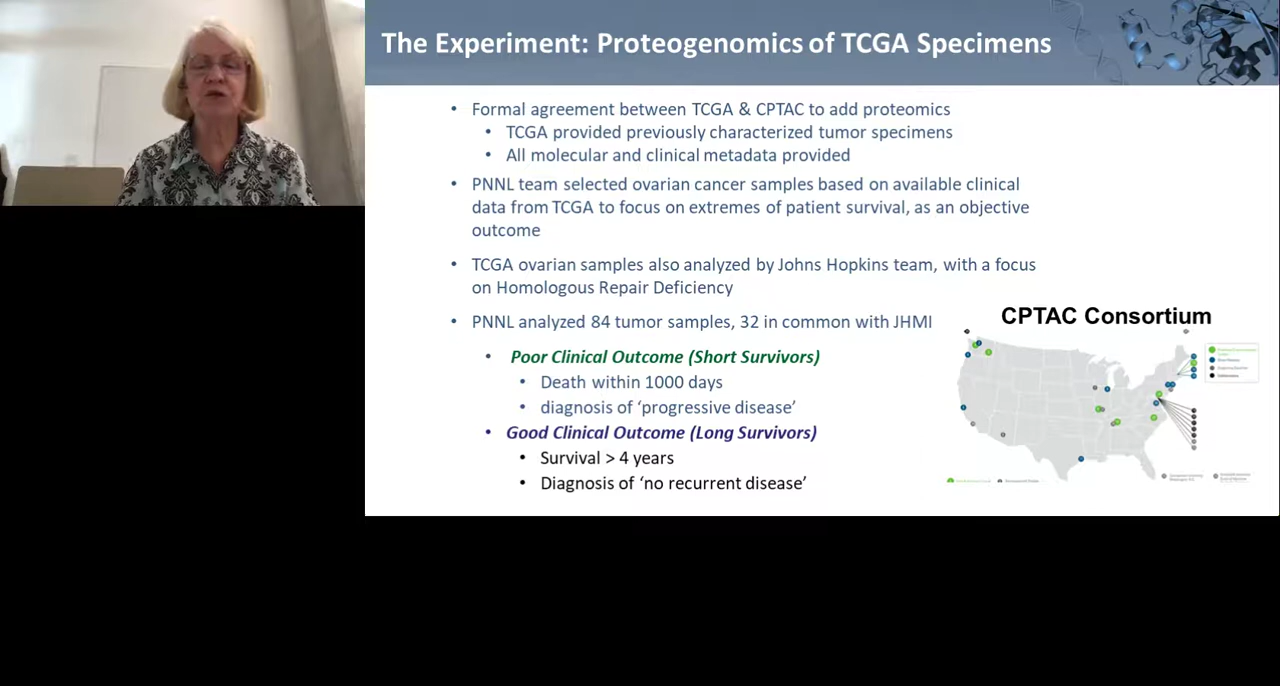 The Experiment: Proteogenomics of TCGA Specimens
• Formal agreement between TCGA & CPTAC to add proteomics
• TCGA provided previously characterized tumor specimens
• All molecular and clinical metadata provided
• PNNL team selected ovarian cancer samples based on available clinical
data from TCGA to focus on extremes of patient survival, as an objective
outcome
• TCGA ovarian samples also analyzed by Johns Hopkins team, with a focus
on Homologous Repair Deficiency
• PNNL analyzed 84 tumor samples, 32 in common with JHMI
• Poor Clinical Outcome (Short Survivors)
• Death within 1000 days
• diagnosis of ‘progressive disease’
• Good Clinical Outcome (Long Survivors)
• Survival > 4 years
• Diagnosis of ‘no recurrent disease’
CPTAC Consortium